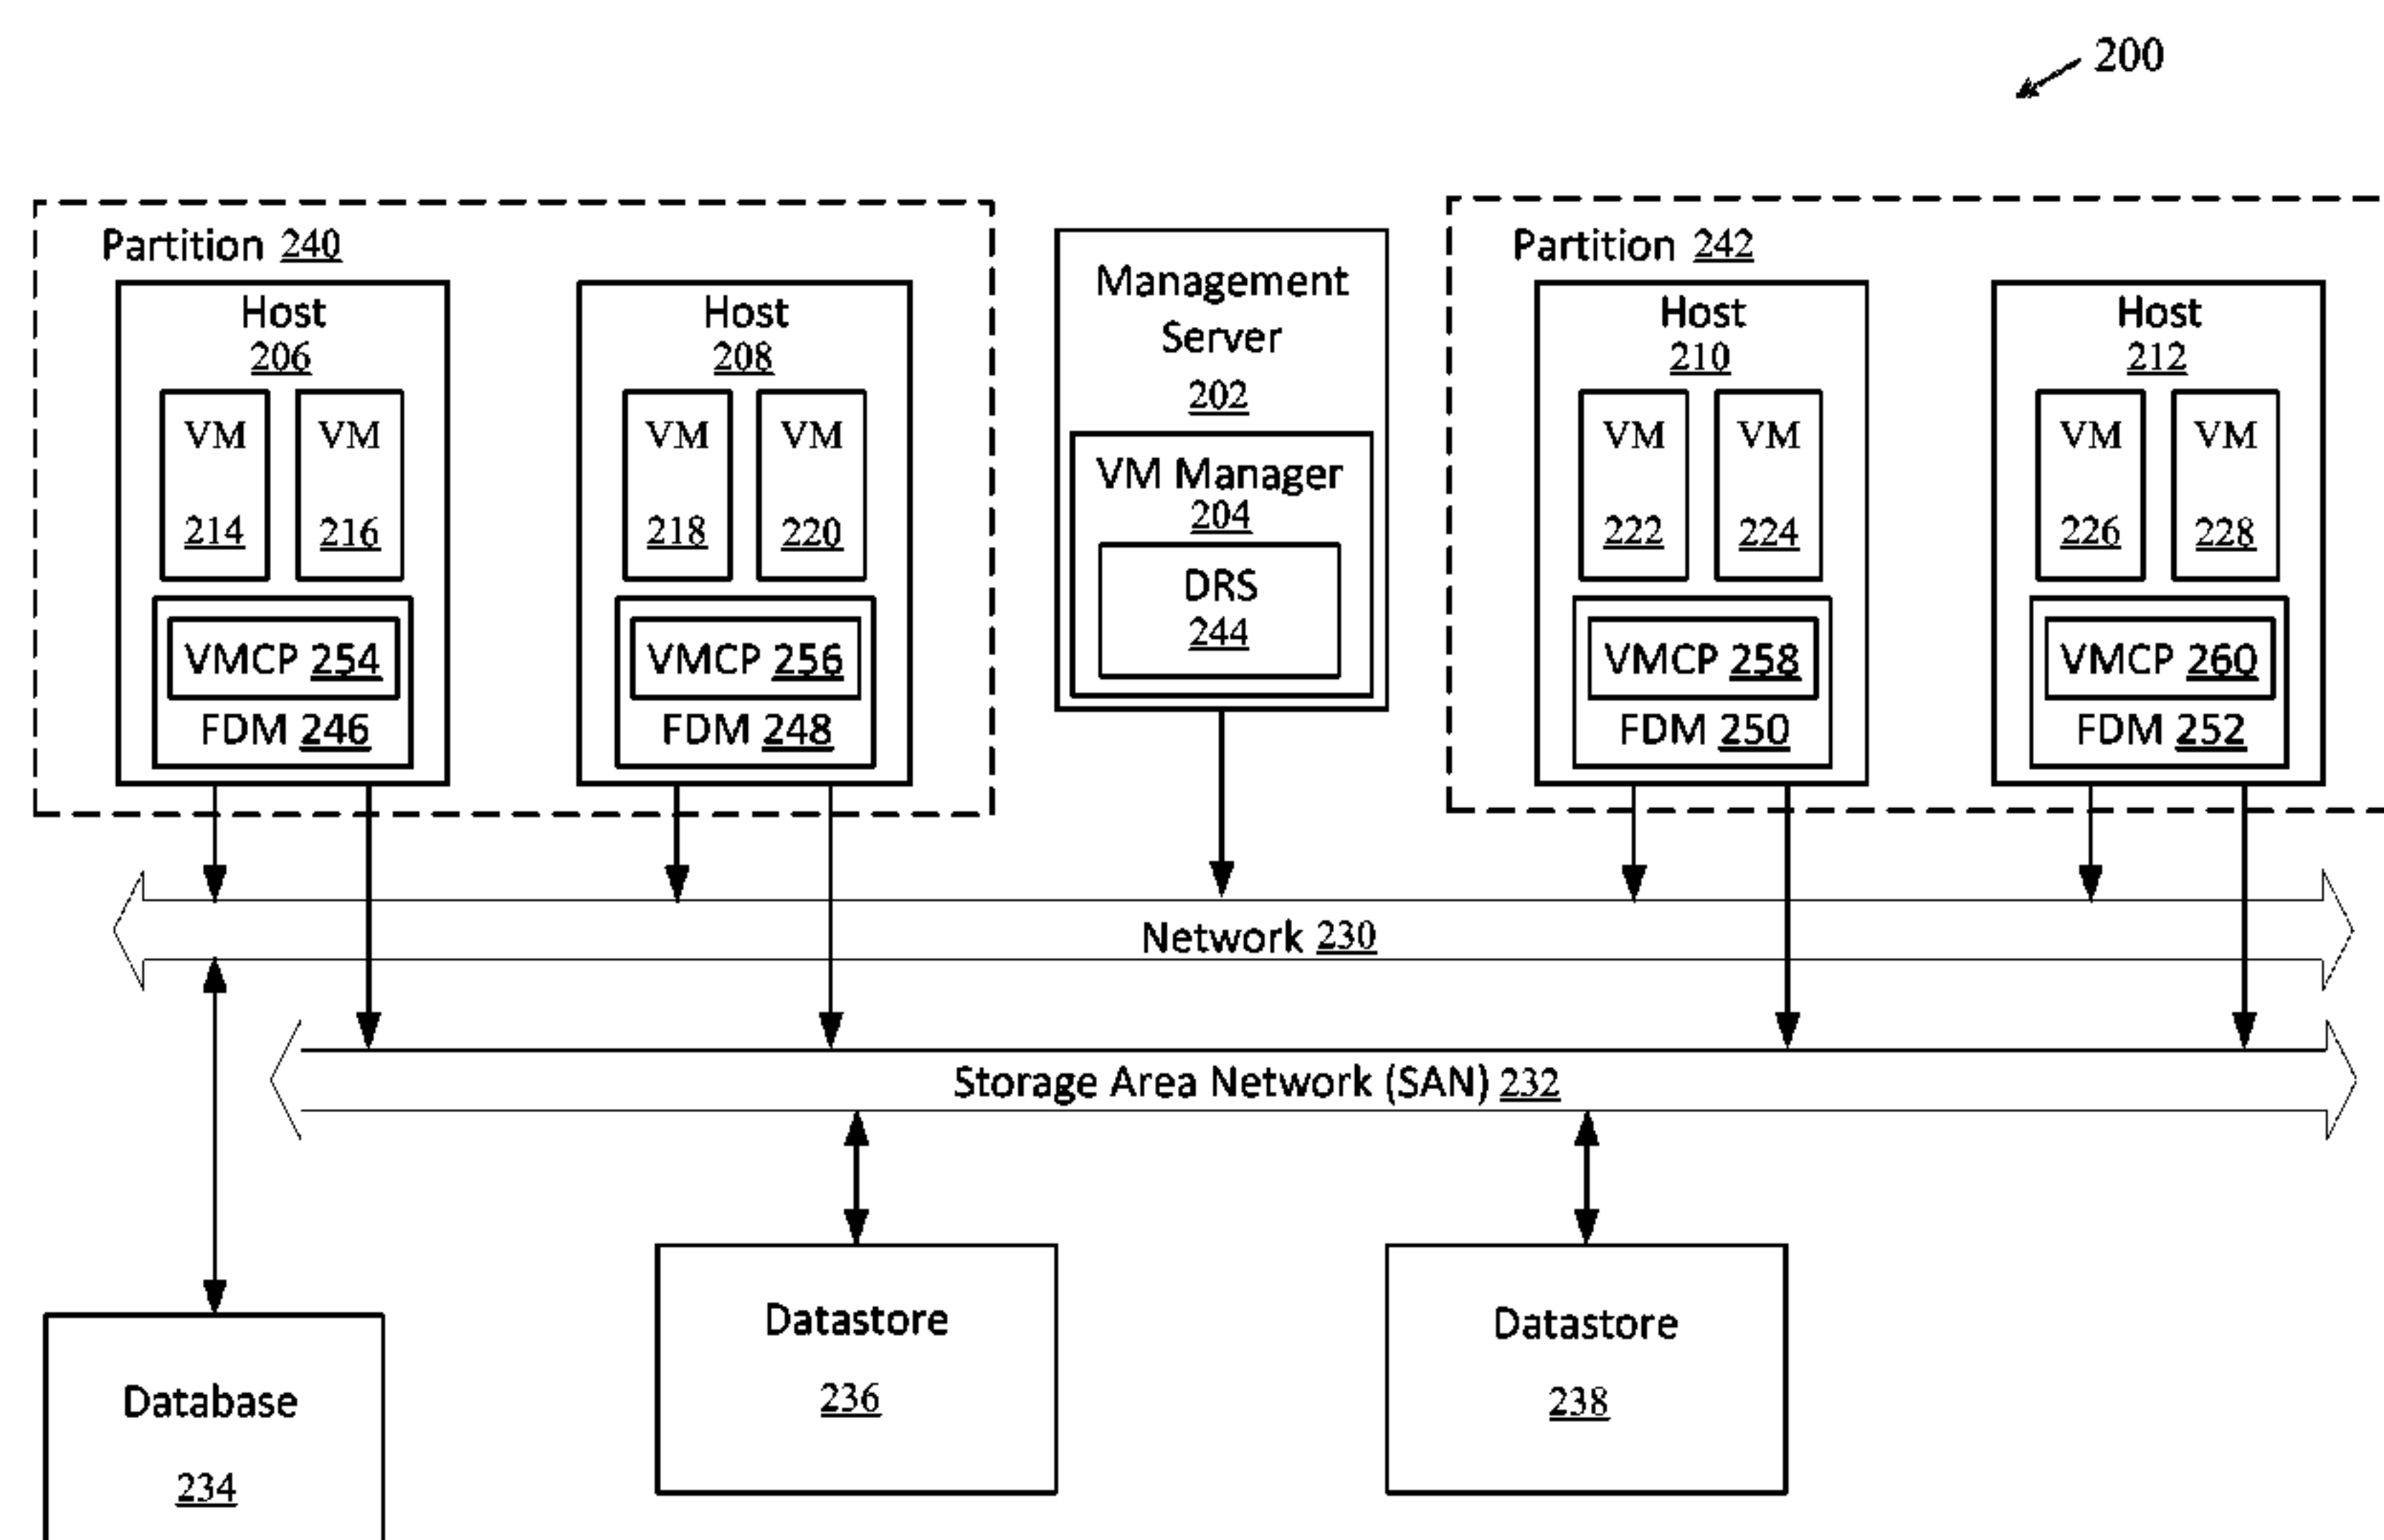 200
Partition 240
Host
206
VM
214
VM
216
VMCP 254
FDM 246
Host
208
VM
218
VM
220
VMCP 256
FDM 248
Management
Server
202
VM Manager
204
DRS
244
Partition 242
Host
210
VM
222
VM
224
VMCP 258
FDM 250
Host
212
VM
226
VM
228
VMCP 260
FDM 252
Network 230
Storage Area Network (SAN) 232
Database
234
Datastore
236
Datastore
238